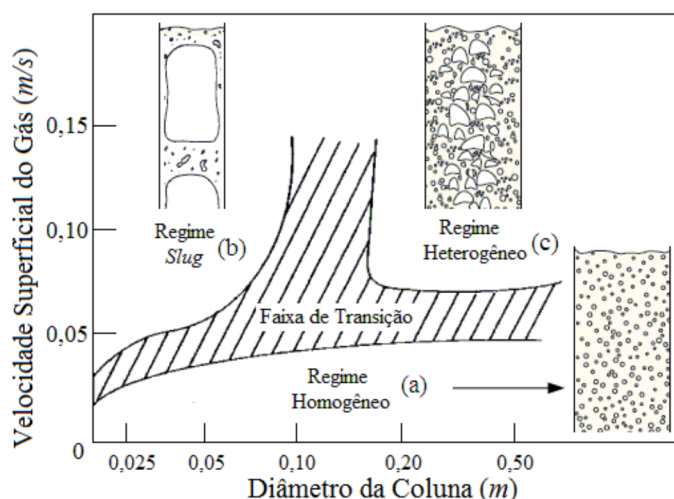 Velocidade Superficial do Gás (m/s)
0,15
0,10
0,05
0
Regime
Slug
(b)
Regime
Heterogêneo
(c)
Faixa de Transição
Regime
Homogêneo
(a)
0,025
0,05
0,10
0,20
0,50
Diâmetro da Coluna (m)